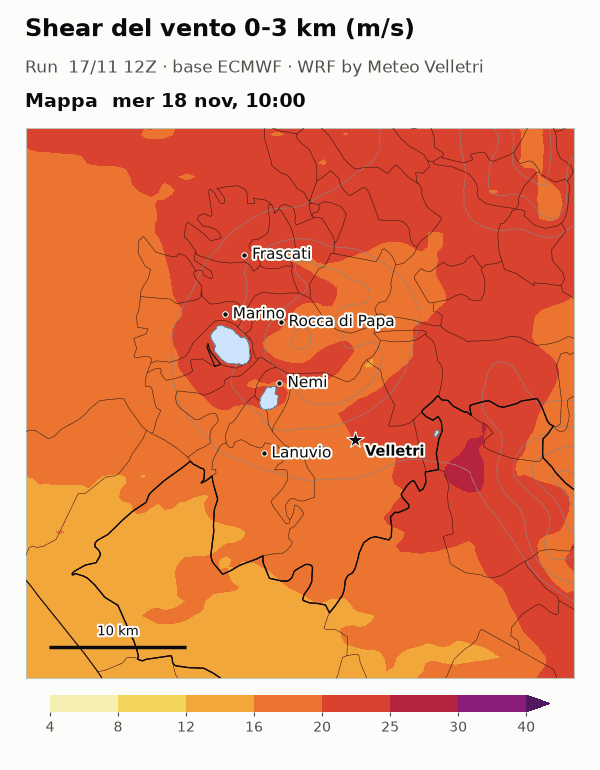 Shear del vento 0-3 km (m/s)
Run  17/11 12Z · base ECMWF · WRF by Meteo Velletri
Mappa  mer 18 nov, 10:00
Frascati
Marino
Rocca di Papa
Nemi
Velletri
Lanuvio
10 km
4 8 12 16 20 25 30 40